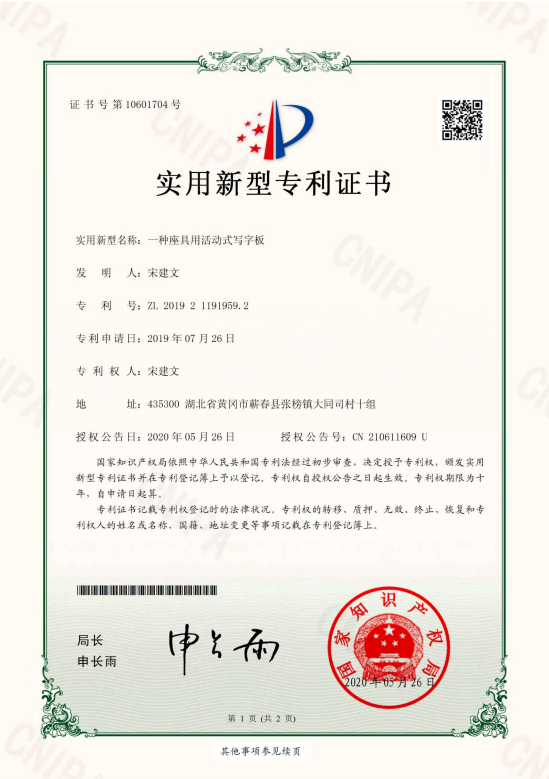 证书号第10601704号
实用新型专利证书
实用新型名称：一种座具用活动式写字板
发明人：宋建文
专利号：ZL 2019 2 1191959.2
专利申请日：2019年07月26日
专利权人：宋建文
地址：435300 湖北省黄冈市蕲春县张榜镇大同司村十组
授权公告日：2020年05月26日 授权公告号：CN 210611609 U
国家知识产权局依照中华人民共和国专利法经过初步审查，决定授予专利权，颁发实用
新型专利证书并在专利登记簿上予以登记。专利权自授权公告之日起生效。专利权期限为十
年，自申请日起算。
专利证书记载专利权登记时的法律状况。专利权的转移、质押、无效、终止、恢复和专
利权人的姓名或名称、国籍、地址变更等事项记载在专利登记簿上。
局长
申长雨
申长雨
国家知识产权局
2020年05月26日
第 1 页 (共 2 页)
其他事项参见续页
CNIPA
CNIPA
CNIPA
CNIPA
CNIPA
CNIPA